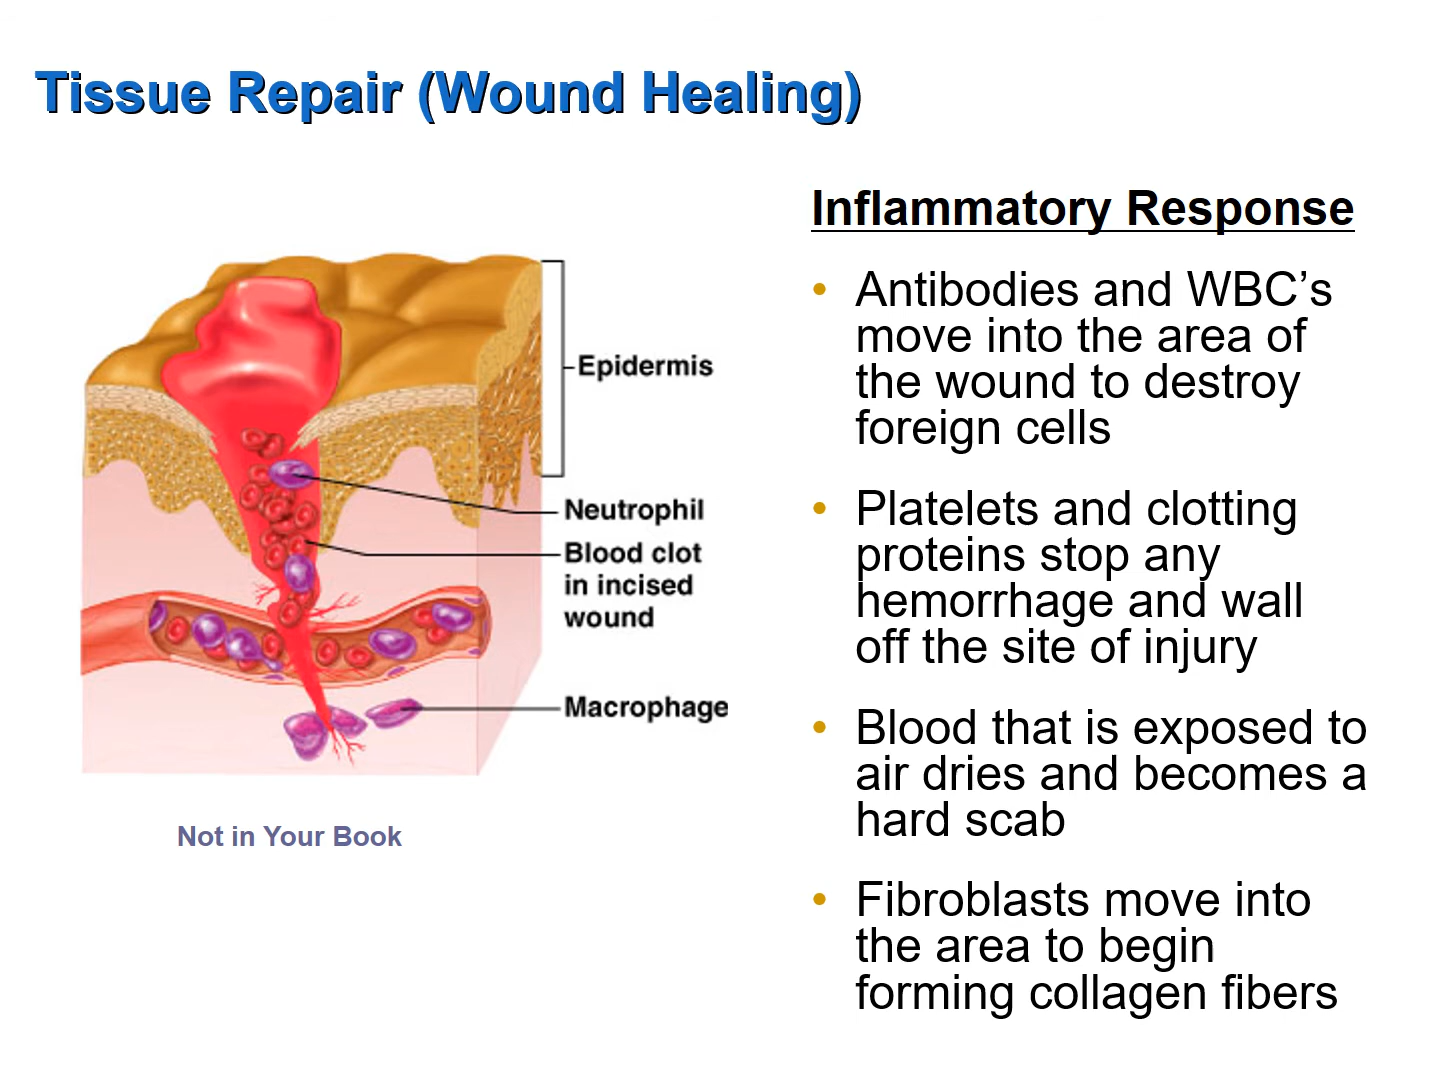 Tissue Repair (Wound Healing)
Inflammatory Response
• Antibodies and WBC’s
move into the area of
the wound to destroy
foreign cells
• Platelets and clotting
proteins stop any
hemorrhage and wall
off the site of injury
• Blood that is exposed to
air dries and becomes a
hard scab
• Fibroblasts move into
the area to begin
forming collagen fibers
Epidermis
Neutrophil
Blood clot
in incised
wound
Macrophage
Not in Your Book